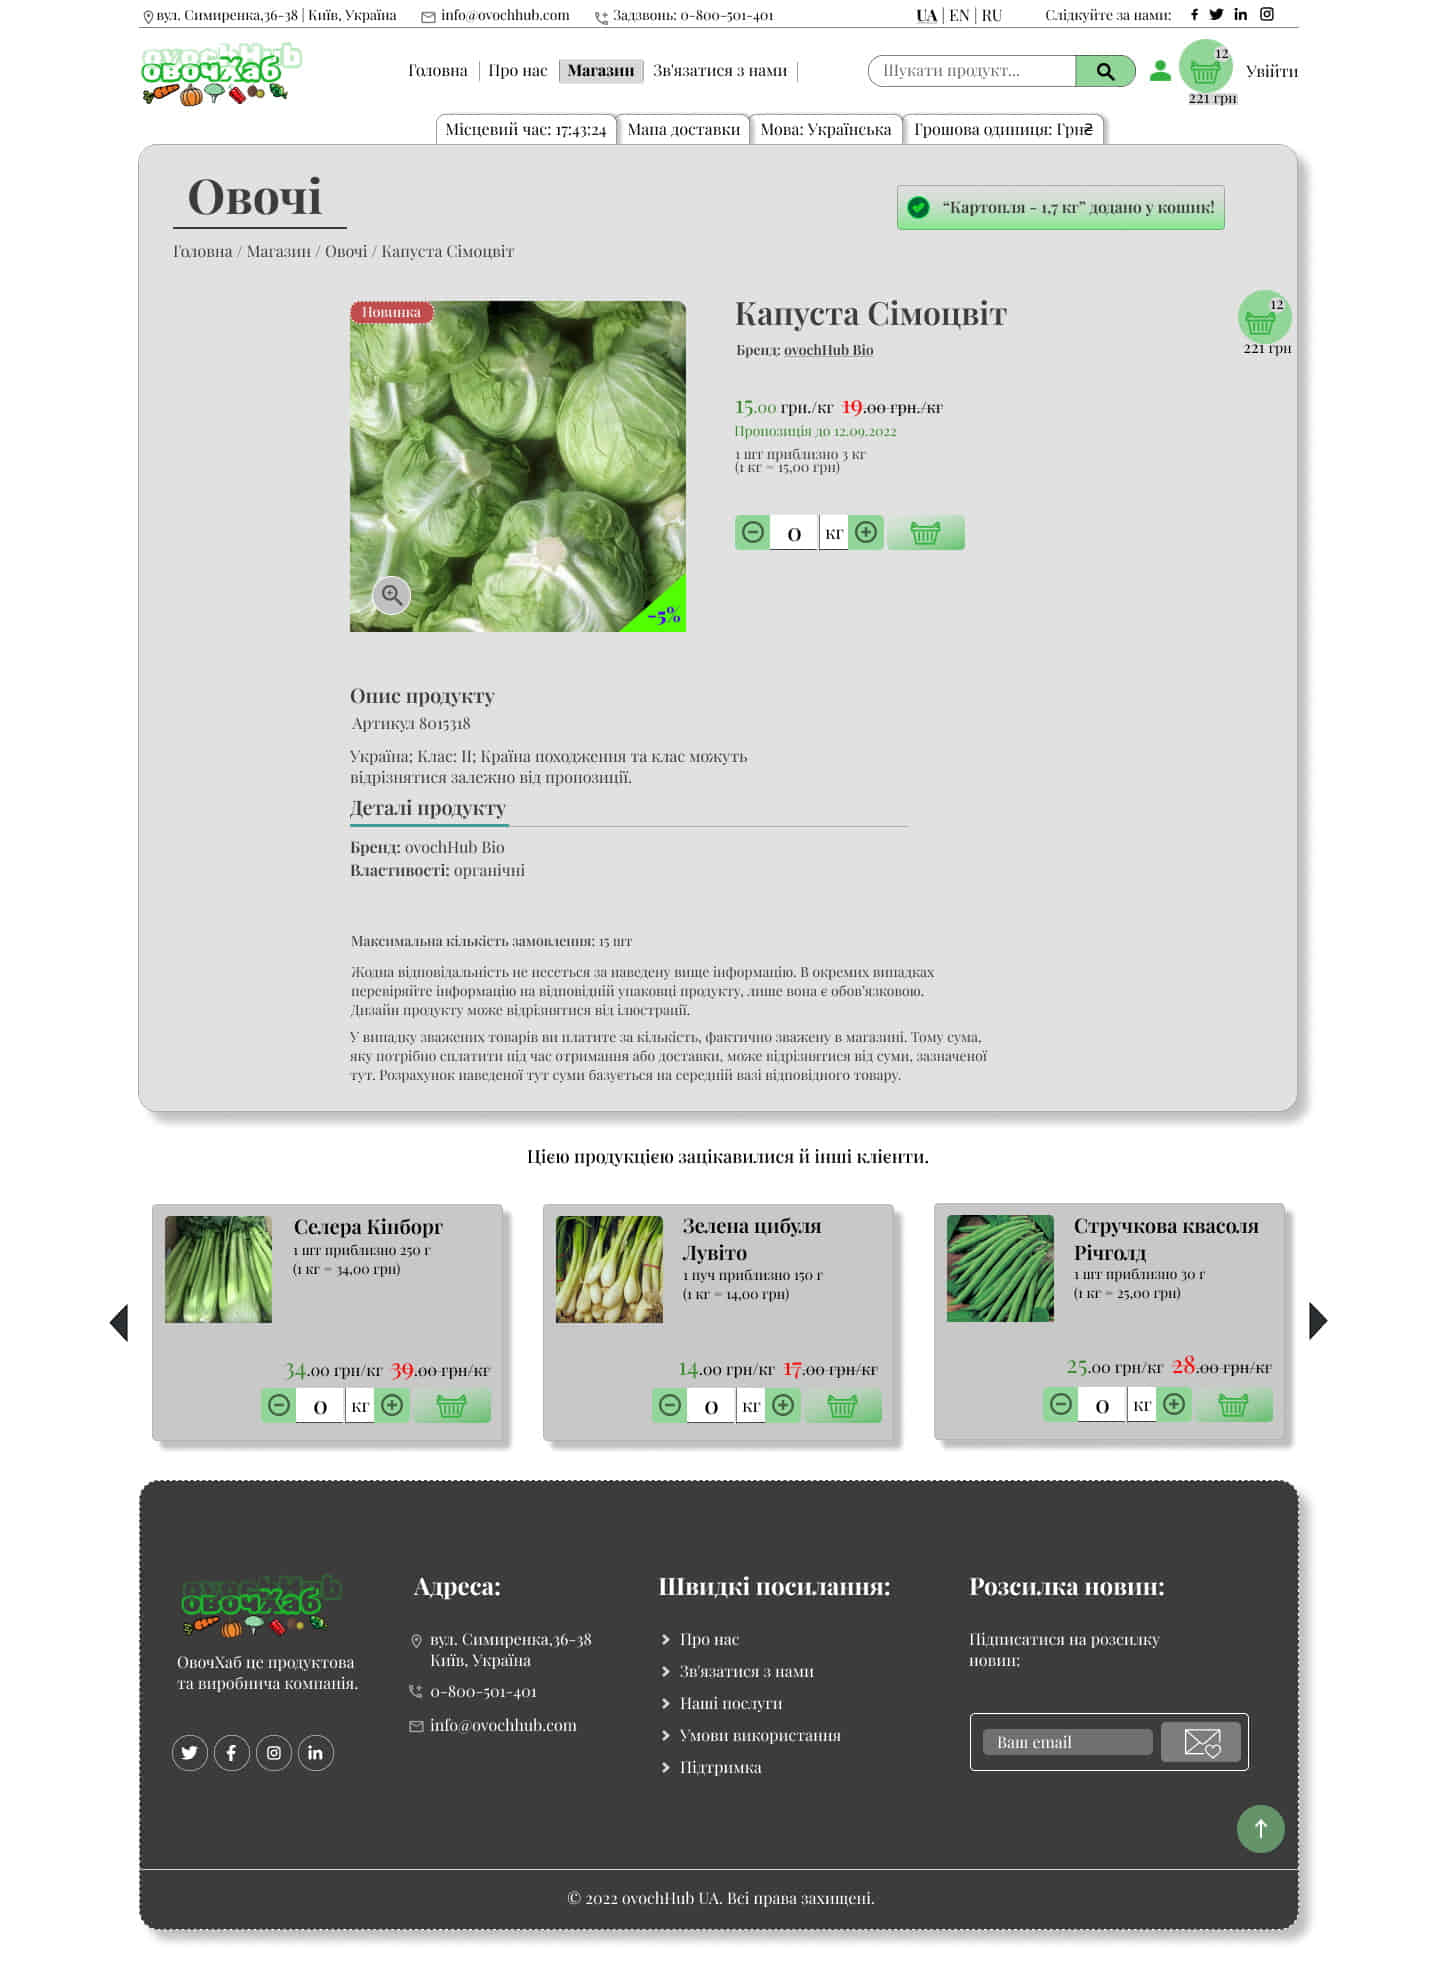 вул. Симиренка,36-38 | Київ, Україна info@ovochhub.com Задзвонь: 0-800-501-401 UA | EN | RU Слідкуйте за нами:
ovochHub
овочХаб
Головна Про нас Магазин Зв'язатися з нами Шукати продукт... 12 Увійти
221 грн
Місцевий час: 17:43:24 Мапа доставки Мова: Українська Грошова одиниця: Грн₴
Овочі
“Картопля - 1,7 кг” додано у кошик!
Головна / Магазин / Овочі / Капуста Сімоцвіт
Новинка
Капуста Сімоцвіт
12
221 грн
Бренд: ovochHub Bio
15.00 грн./кг 19.00 грн./кг
Пропозиція до 12.09.2022
1 шт приблизно 3 кг
(1 кг = 15,00 грн)
0 кг
-5%
Опис продукту
Артикул 8015318
Україна; Клас: II; Країна походження та клас можуть
відрізнятися залежно від пропозиції.
Деталі продукту
Бренд: ovochHub Bio
Властивості: органічні
Максимальна кількість замовлення: 15 шт
Жодна відповідальність не несеться за наведену вище інформацію. В окремих випадках
перевіряйте інформацію на відповідній упаковці продукту, лише вона є обов’язковою.
Дизайн продукту може відрізнятися від ілюстрації.
У випадку зважених товарів ви платите за кількість, фактично зважену в магазині. Тому сума,
яку потрібно сплатити під час отримання або доставки, може відрізнятися від суми, зазначеної
тут. Розрахунок наведеної тут суми базується на середній вазі відповідного товару.
Цією продукцією зацікавилися й інші клієнти.
Селера Кінборг
1 шт приблизно 250 г
(1 кг = 34,00 грн)
34.00 грн/кг 39.00 грн/кг
0 кг
Зелена цибуля
Лувіто
1 пуч приблизно 150 г
(1 кг = 14,00 грн)
14.00 грн/кг 17.00 грн/кг
0 кг
Стручкова квасоля
Річголд
1 шт приблизно 30 г
(1 кг = 25,00 грн)
25.00 грн/кг 28.00 грн/кг
0 кг
ovochHub
овочХаб
ОвочХаб це продуктова
та виробнича компанія.
Адреса:
вул. Симиренка,36-38
Київ, Україна
0-800-501-401
info@ovochhub.com
Швидкі посилання:
Про нас
Зв'язатися з нами
Наші послуги
Умови використання
Підтримка
Розсилка новин:
Підписатися на розсилку
новин:
Ваш email
© 2022 ovochHub UA. Всі права захищені.